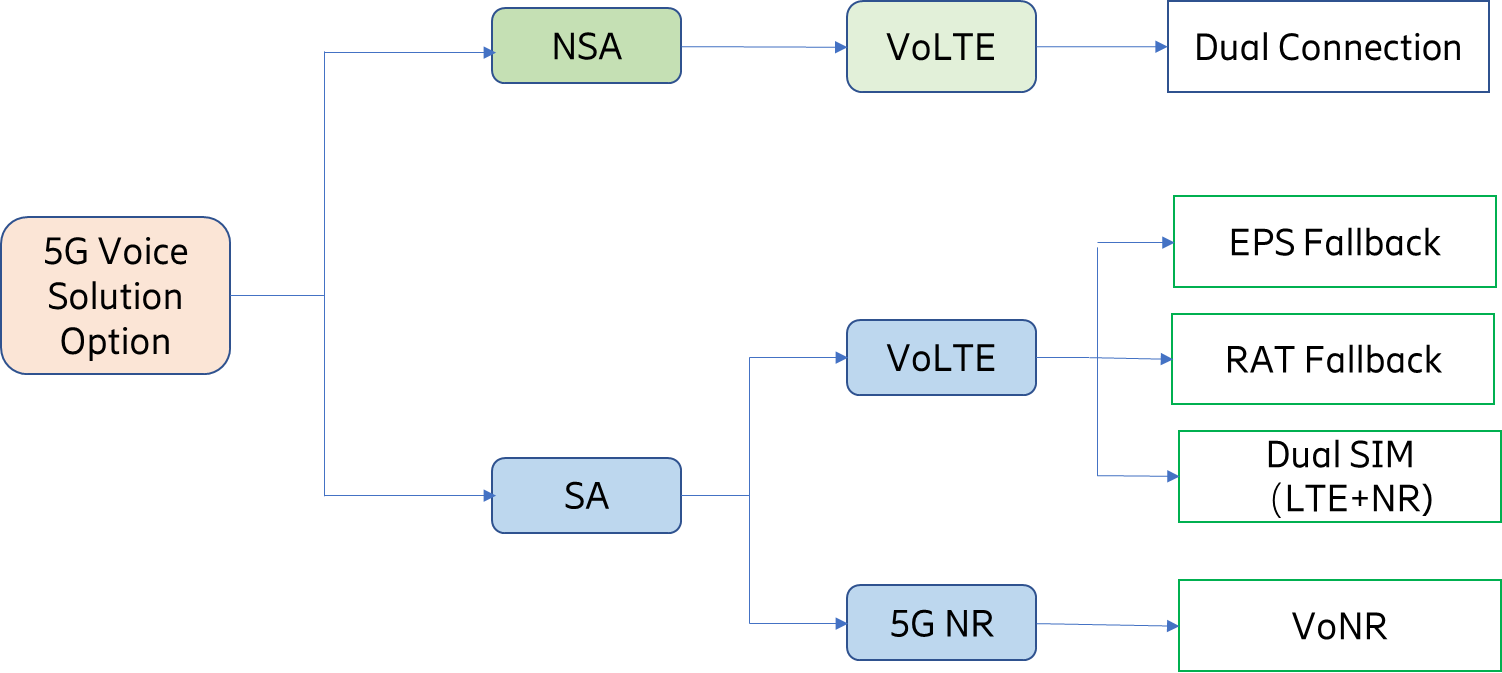 NSA
VoLTE
Dual Connection
5G Voice
Solution
Option
EPS Fallback
VoLTE
RAT Fallback
Dual SIM
（LTE+NR)
SA
5G NR
VoNR